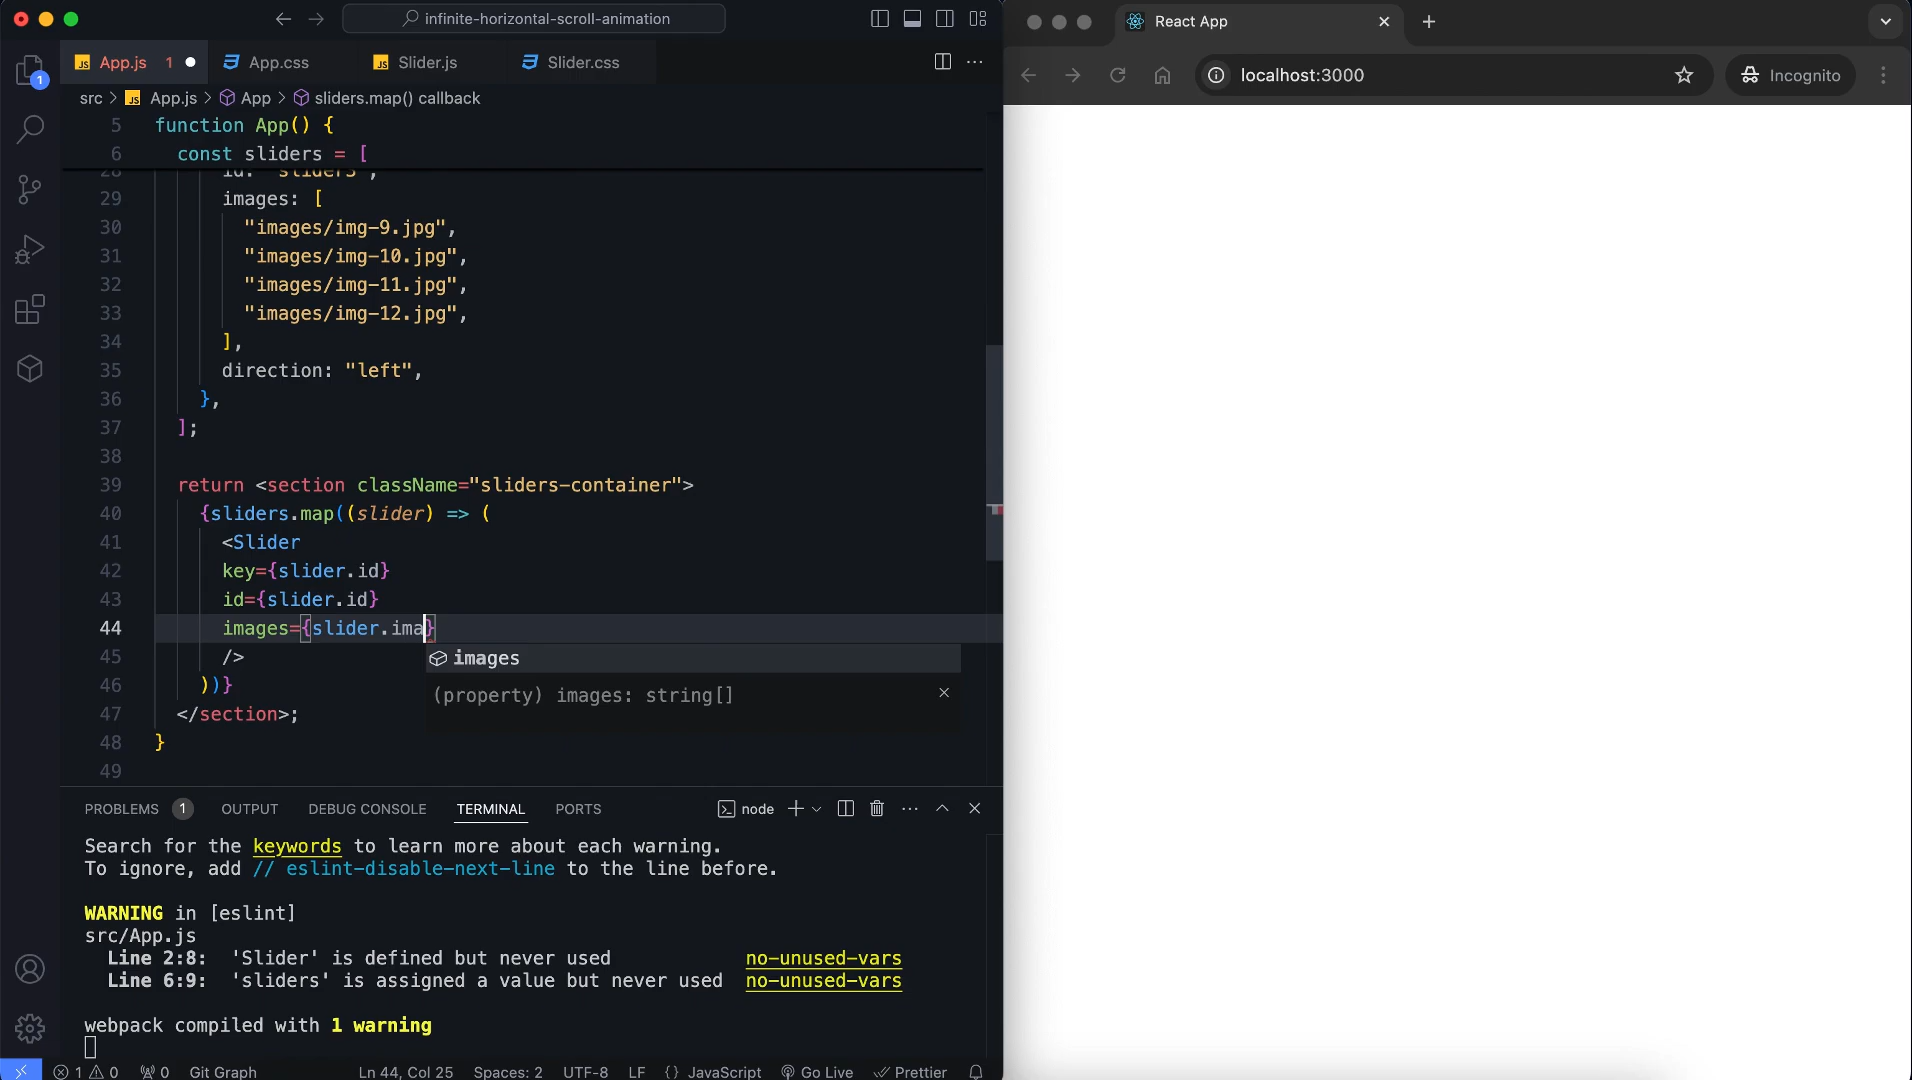 infinite-horizontal-scroll-animation
App.js 1
App.css
Slider.js
Slider.css
src > App.js > App > sliders.map() callback
5 function App() {
6 const sliders = [
28 id: "slider3",
29 images: [
30 "images/img-9.jpg",
31 "images/img-10.jpg",
32 "images/img-11.jpg",
33 "images/img-12.jpg",
34 ],
35 direction: "left",
36 },
37 ];
38
39 return <section className="sliders-container">
40 {sliders.map((slider) => (
41 <Slider
42 key={slider.id}
43 id={slider.id}
44 images={slider.ima}
45 />
46 ))}
47 </section>;
48 }
49
images
(property) images: string[]
PROBLEMS 1 OUTPUT DEBUG CONSOLE TERMINAL PORTS
node
Search for the keywords to learn more about each warning.
To ignore, add // eslint-disable-next-line to the line before.
WARNING in [eslint]
src/App.js
Line 2:8: 'Slider' is defined but never used no-unused-vars
Line 6:9: 'sliders' is assigned a value but never used no-unused-vars
webpack compiled with 1 warning
1 0 0 Git Graph Ln 44, Col 25 Spaces: 2 UTF-8 LF {} JavaScript Go Live Prettier
1
React App
localhost:3000
Incognito